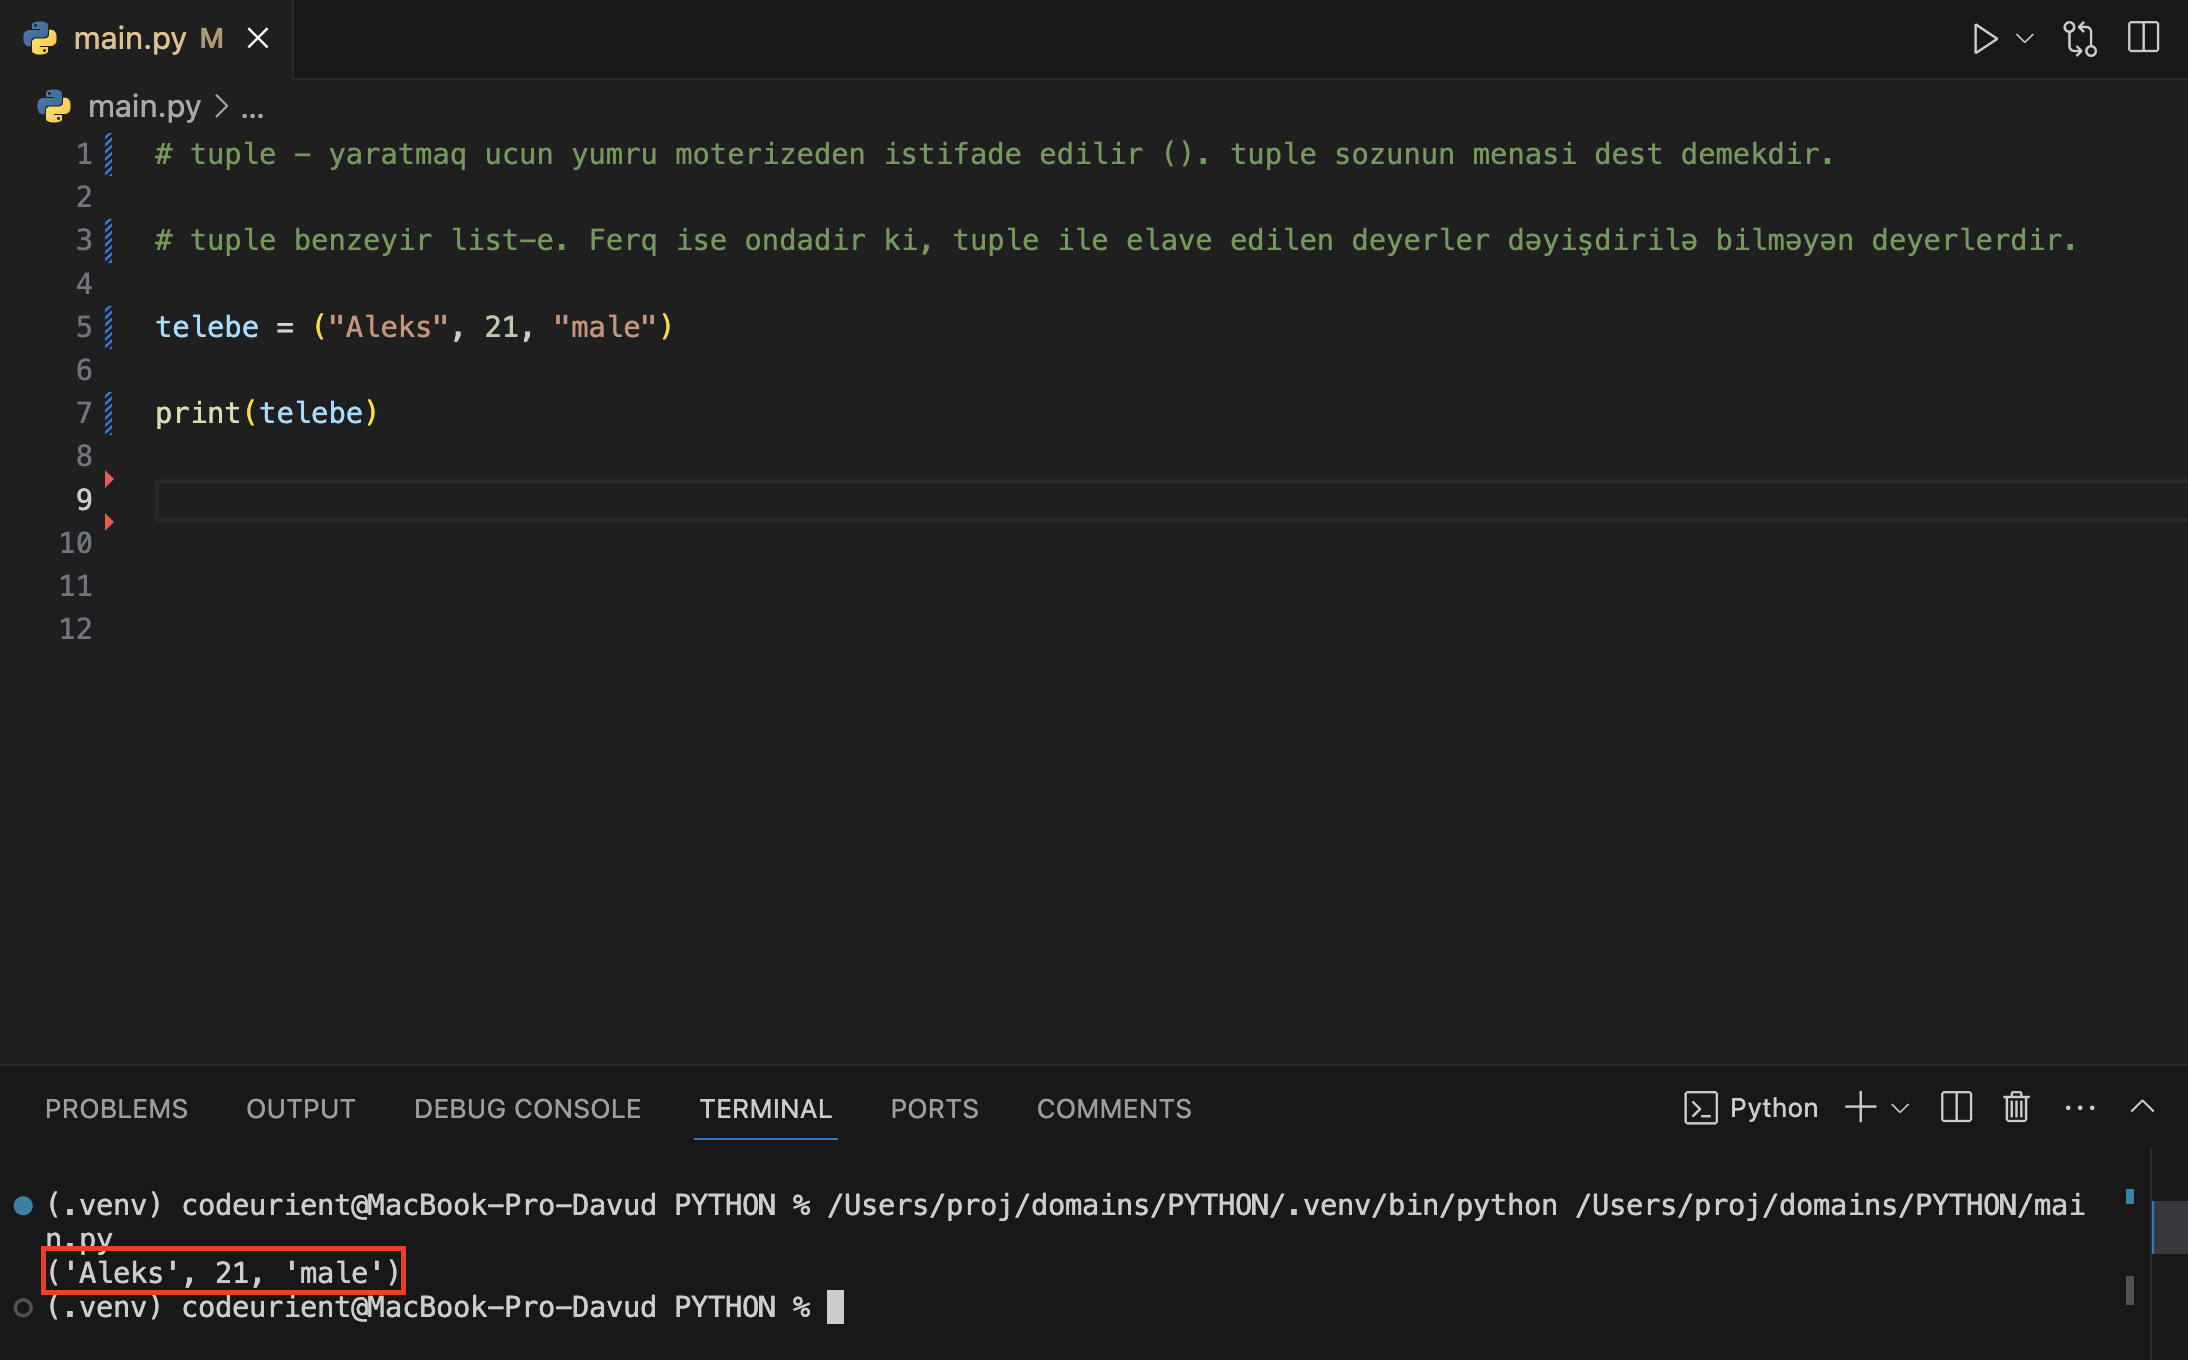 main.py M
main.py > ...
1 # tuple - yaratmaq ucun yumru moterizeden istifade edilir (). tuple sozunun menasi dest demekdir.
2
3 # tuple benzeyir list-e. Ferq ise ondadir ki, tuple ile elave edilen deyerler dəyişdirilə bilməyən deyerlerdir.
4
5 telebe = ("Aleks", 21, "male")
6
7 print(telebe)
8
9
10
11
12
PROBLEMS OUTPUT DEBUG CONSOLE TERMINAL PORTS COMMENTS Python
(.venv) codeurient@MacBook-Pro-Davud PYTHON % /Users/proj/domains/PYTHON/.venv/bin/python /Users/proj/domains/PYTHON/mai
n.py
('Aleks', 21, 'male')
(.venv) codeurient@MacBook-Pro-Davud PYTHON %